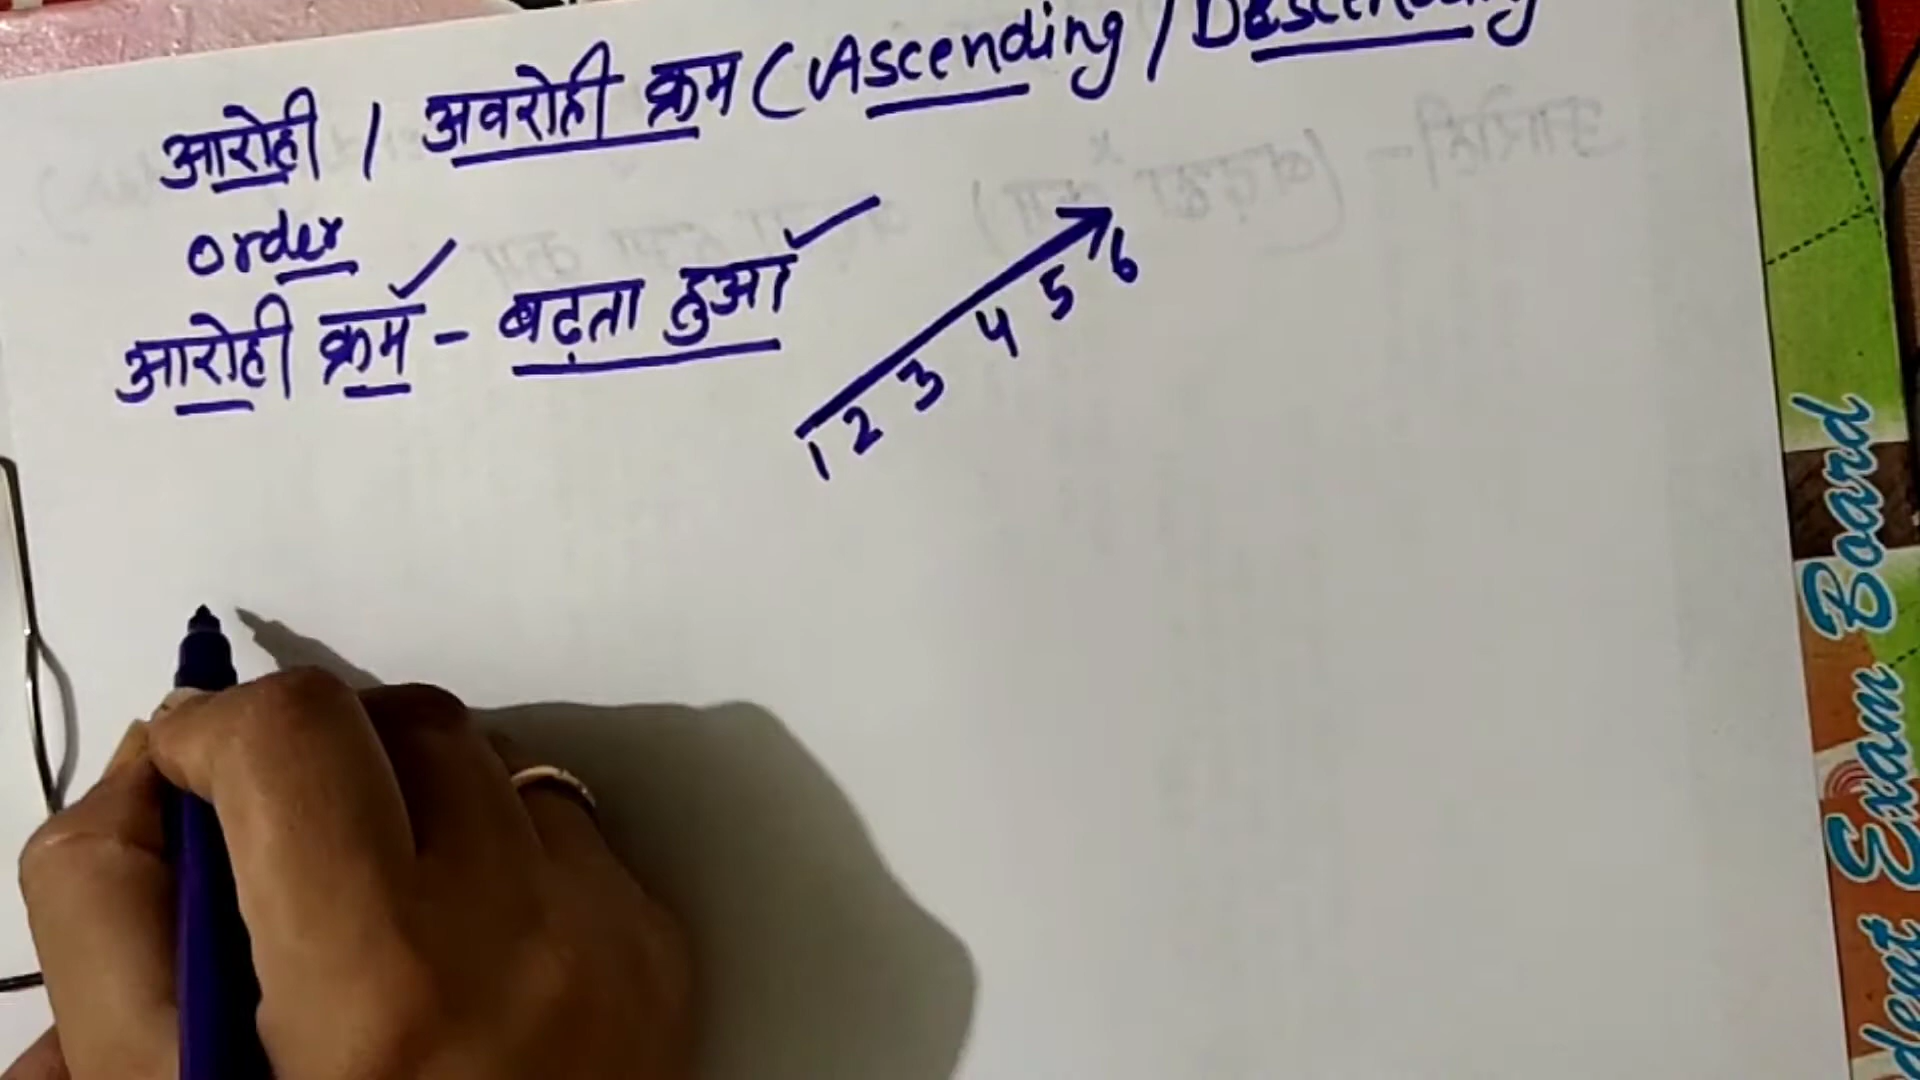 आरोही / अवरोही क्रम (Ascending / Descending
order
आरोही क्रम - बढ़ता हुआ
1 2 3 4 5 6
Exam Board